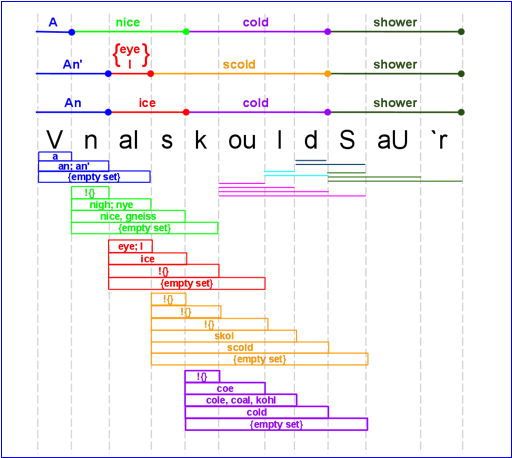 A nice cold shower
An' {eye I} scold shower
An ice cold shower
V n aI s k ou l d S aU `r
a
an; an'
{empty set}
!{}
nigh; nye
nice, gneiss
{empty set}
eye; I
ice
!{}
{empty set}
!{}
!{}
!{}
skol
scold
{empty set}
!{}
coe
cole, coal, kohl
cold
{empty set}